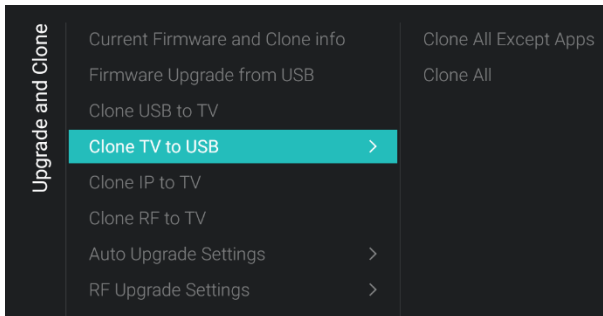 Upgrade and Clone
Current Firmware and Clone info
Firmware Upgrade from USB
Clone USB to TV
Clone TV to USB
Clone IP to TV
Clone RF to TV
Auto Upgrade Settings
RF Upgrade Settings
Clone All Except Apps
Clone All